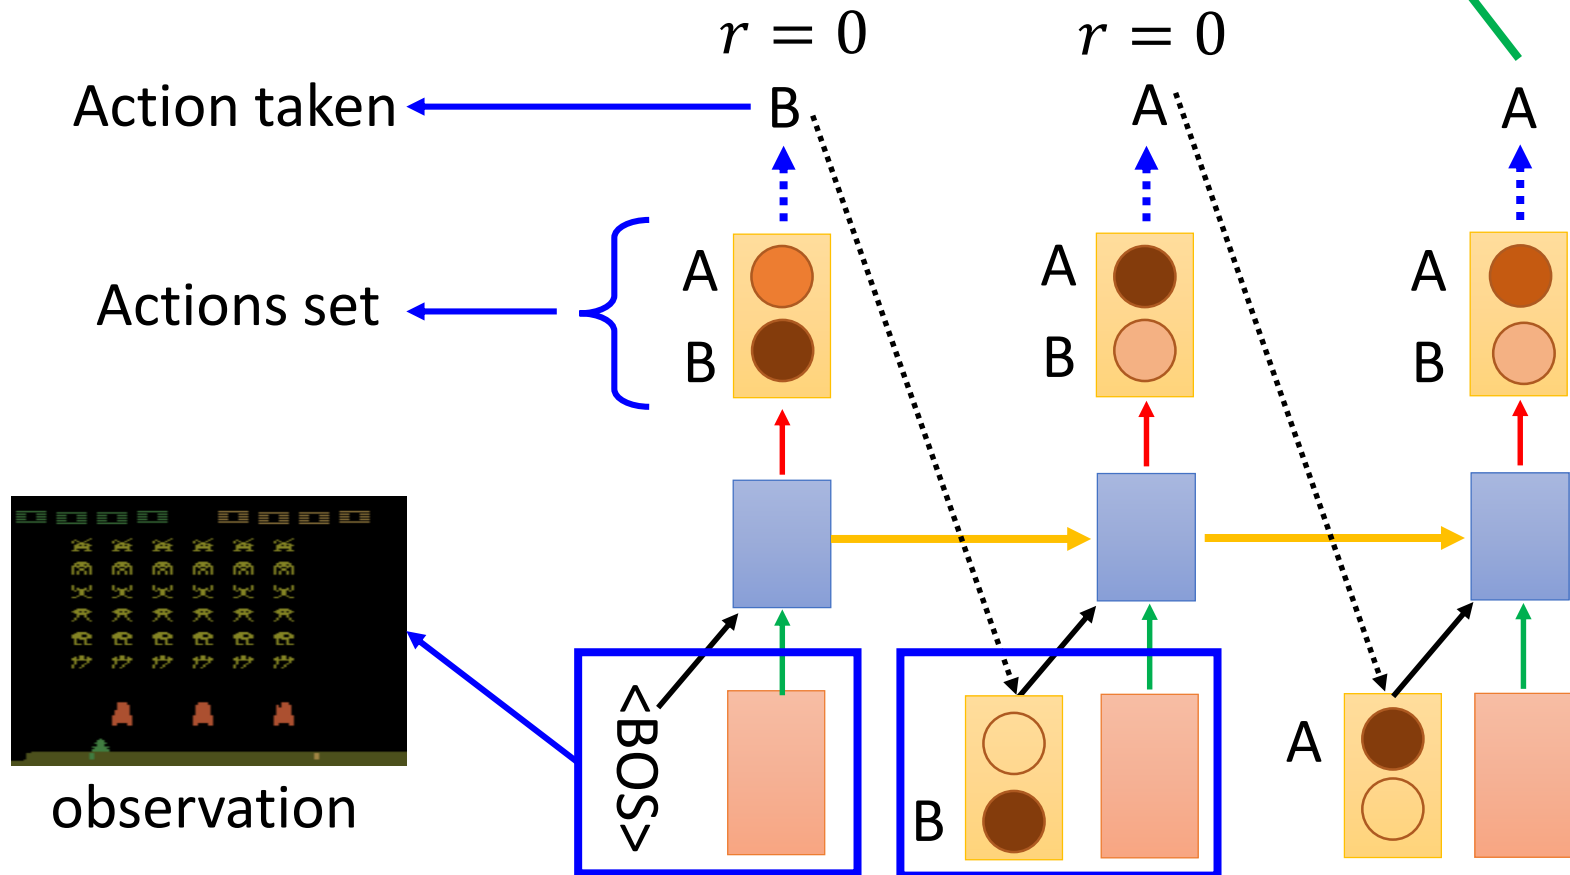 r = 0
r = 0
Action taken
B
A
A
A
A
A
Actions set
B
B
B
<BOS>
observation
B
A